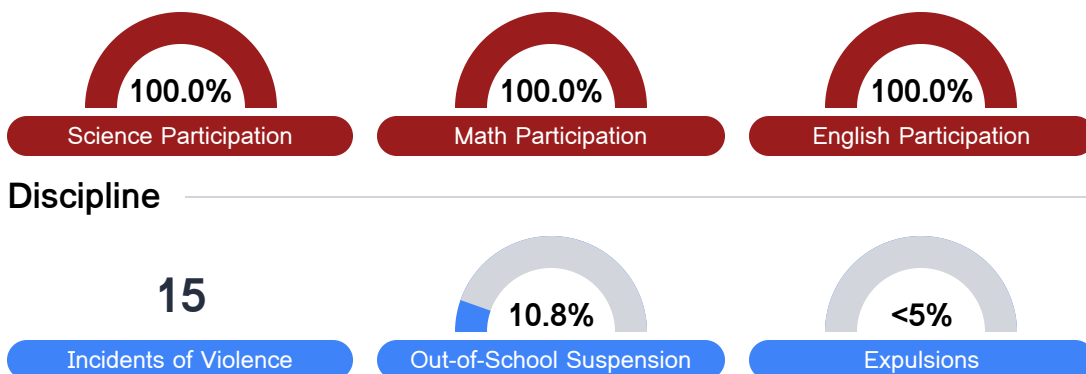 100.0% 100.0% 100.0%
Science Participation Math Participation English Participation
Discipline
15 10.8% <5%
Incidents of Violence Out-of-School Suspension Expulsions